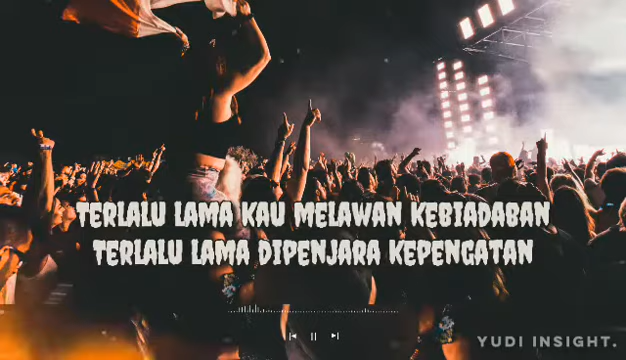 TERLALU LAMA KAU MELAWAN KEBIADABAN
TERLALU LAMA DIPENJARA KEPENGATAN
YUDI INSIGHT.